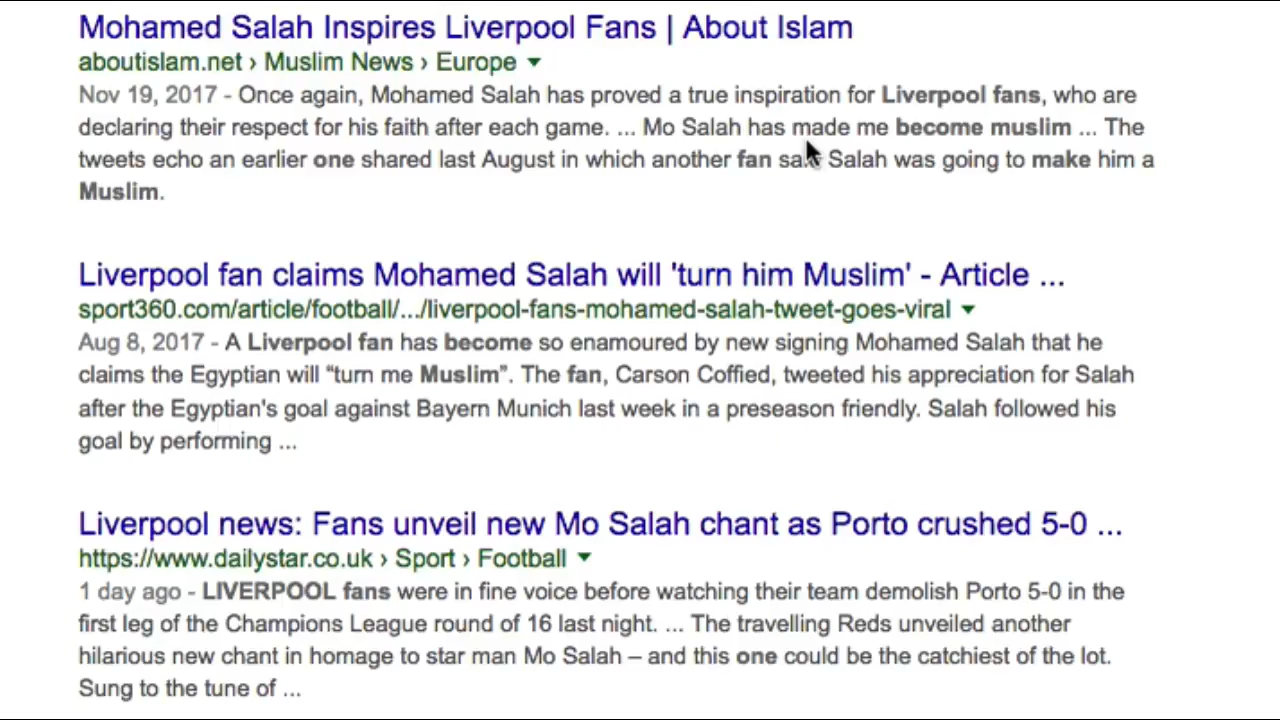 Mohamed Salah Inspires Liverpool Fans | About Islam
aboutislam.net › Muslim News › Europe
Nov 19, 2017 - Once again, Mohamed Salah has proved a true inspiration for Liverpool fans, who are
declaring their respect for his faith after each game. ... Mo Salah has made me become muslim ... The
tweets echo an earlier one shared last August in which another fan Salah was going to make him a
Muslim.
Liverpool fan claims Mohamed Salah will 'turn him Muslim' - Article ...
sport360.com/article/football/.../liverpool-fans-mohamed-salah-tweet-goes-viral
Aug 8, 2017 - A Liverpool fan has become so enamoured by new signing Mohamed Salah that he
claims the Egyptian will “turn me Muslim”. The fan, Carson Coffied, tweeted his appreciation for Salah
after the Egyptian's goal against Bayern Munich last week in a preseason friendly. Salah followed his
goal by performing ...
Liverpool news: Fans unveil new Mo Salah chant as Porto crushed 5-0 ...
https://www.dailystar.co.uk › Sport › Football
1 day ago - LIVERPOOL fans were in fine voice before watching their team demolish Porto 5-0 in the
first leg of the Champions League round of 16 last night. ... The travelling Reds unveiled another
hilarious new chant in homage to star man Mo Salah – and this one could be the catchiest of the lot.
Sung to the tune of ...